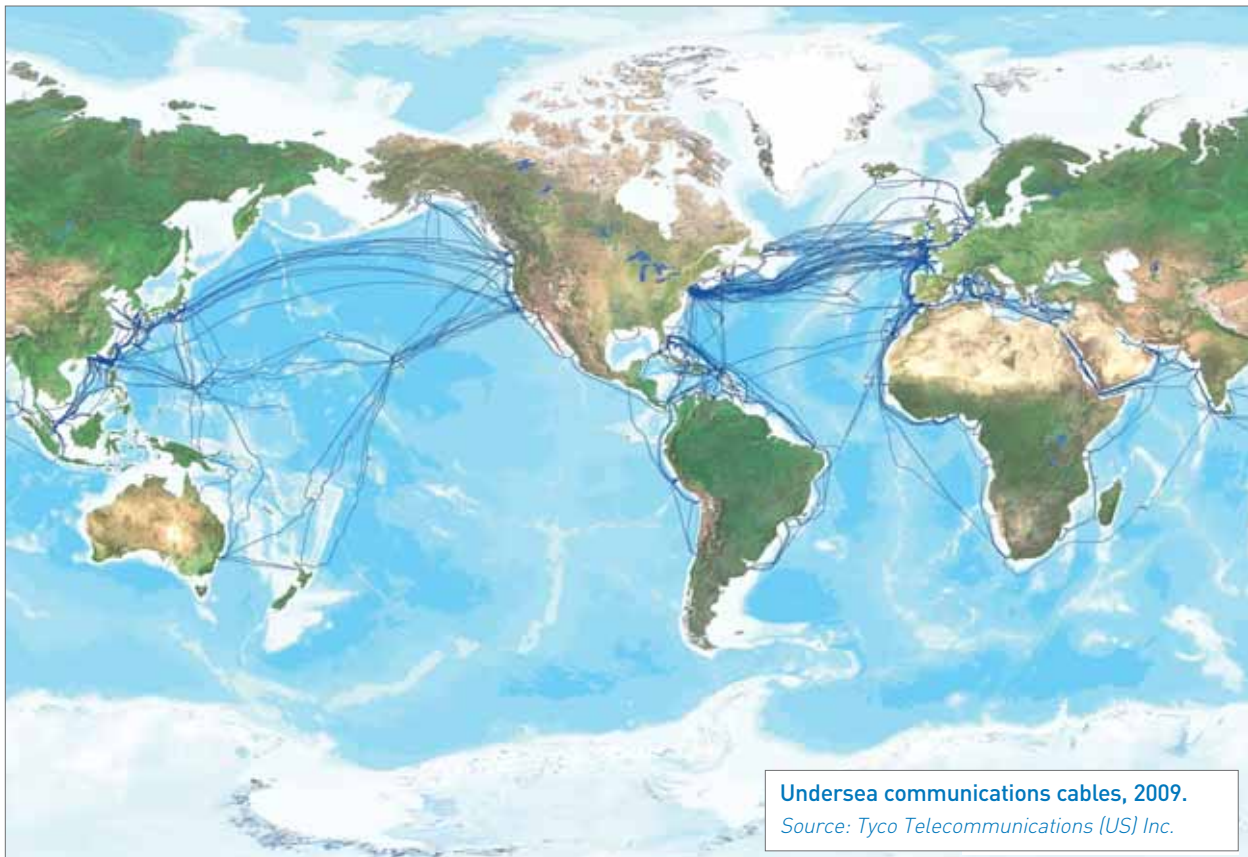 Undersea communications cables, 2009.
Source: Tyco Telecommunications (US) Inc.